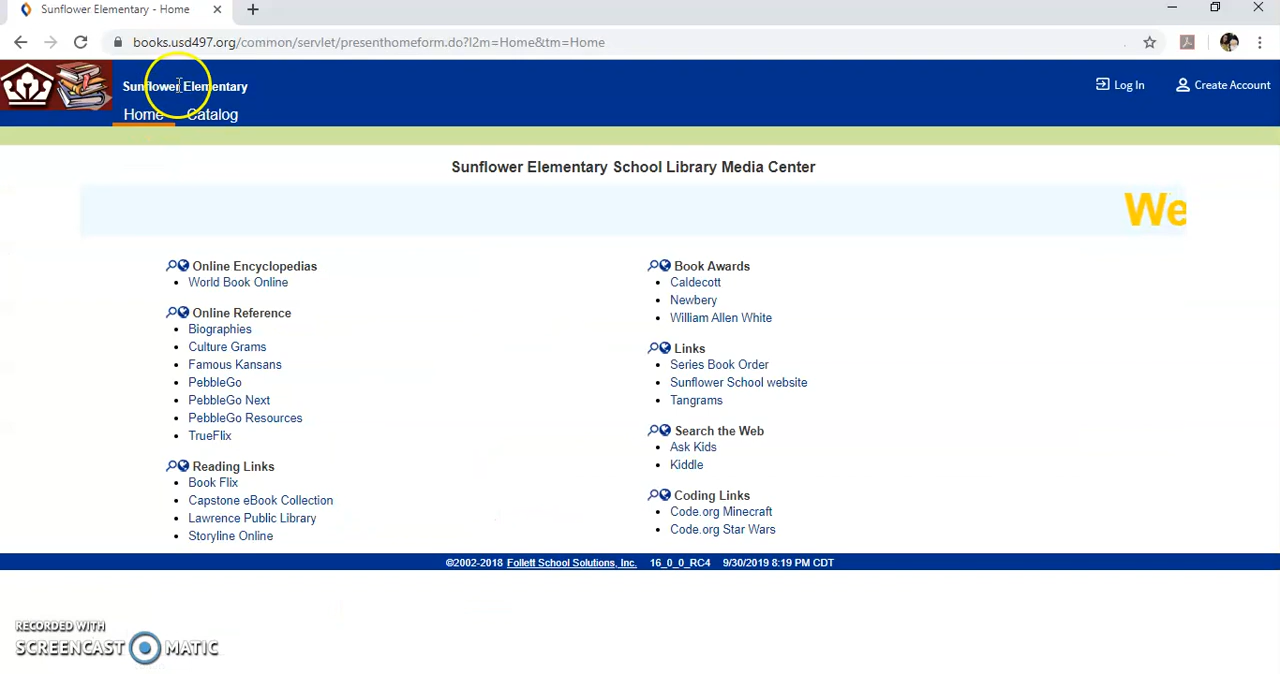 Sunflower Elementary - Home
books.usd497.org/common/servlet/presenthomeform.do?l2m=Home&tm=Home
Sunflower Elementary
Log In
Create Account
Home
Catalog
Sunflower Elementary School Library Media Center
We
Online Encyclopedias
World Book Online
Online Reference
Biographies
Culture Grams
Famous Kansans
PebbleGo
PebbleGo Next
PebbleGo Resources
TrueFlix
Reading Links
Book Flix
Capstone eBook Collection
Lawrence Public Library
Storyline Online
Book Awards
Caldecott
Newbery
William Allen White
Links
Series Book Order
Sunflower School website
Tangrams
Search the Web
Ask Kids
Kiddle
Coding Links
Code.org Minecraft
Code.org Star Wars
©2002-2018 Follett School Solutions, Inc. 16_0_0_RC4 9/30/2019 8:19 PM CDT
RECORDED WITH
SCREENCAST MATIC